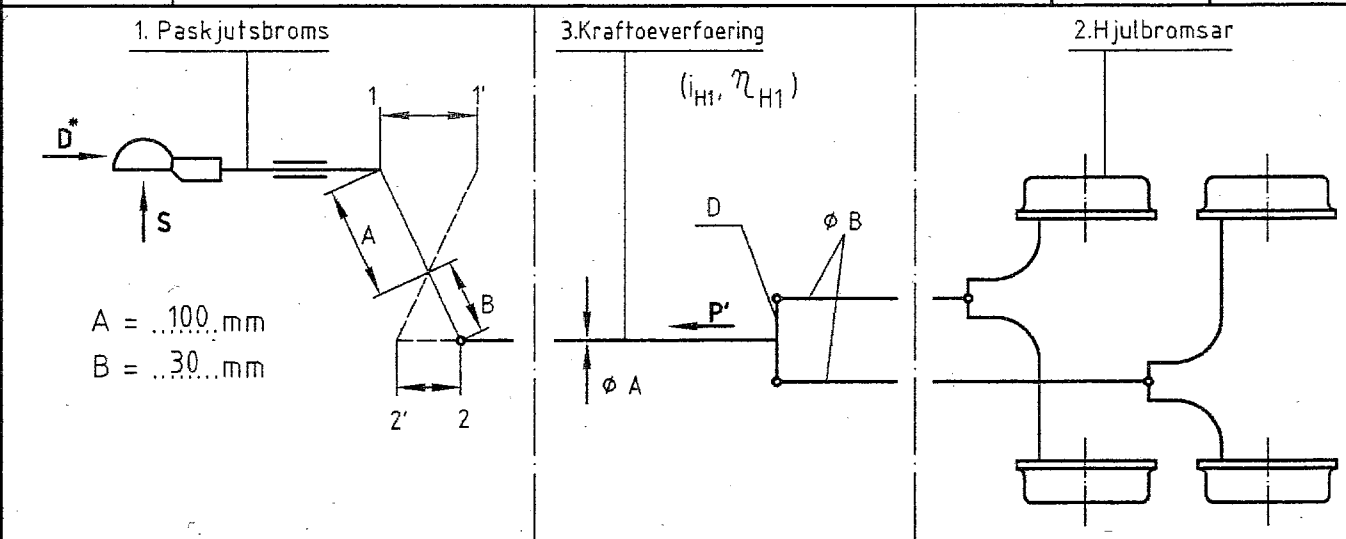 1. Paskjutsbroms
3.Kraftoeverfoering
2.Hjulbromsar
(iH1, ηH1)
1 1'
D*
S
A
B
A = ..100..mm
B = ..30..mm
2' 2
D
ø B
P'
ø A